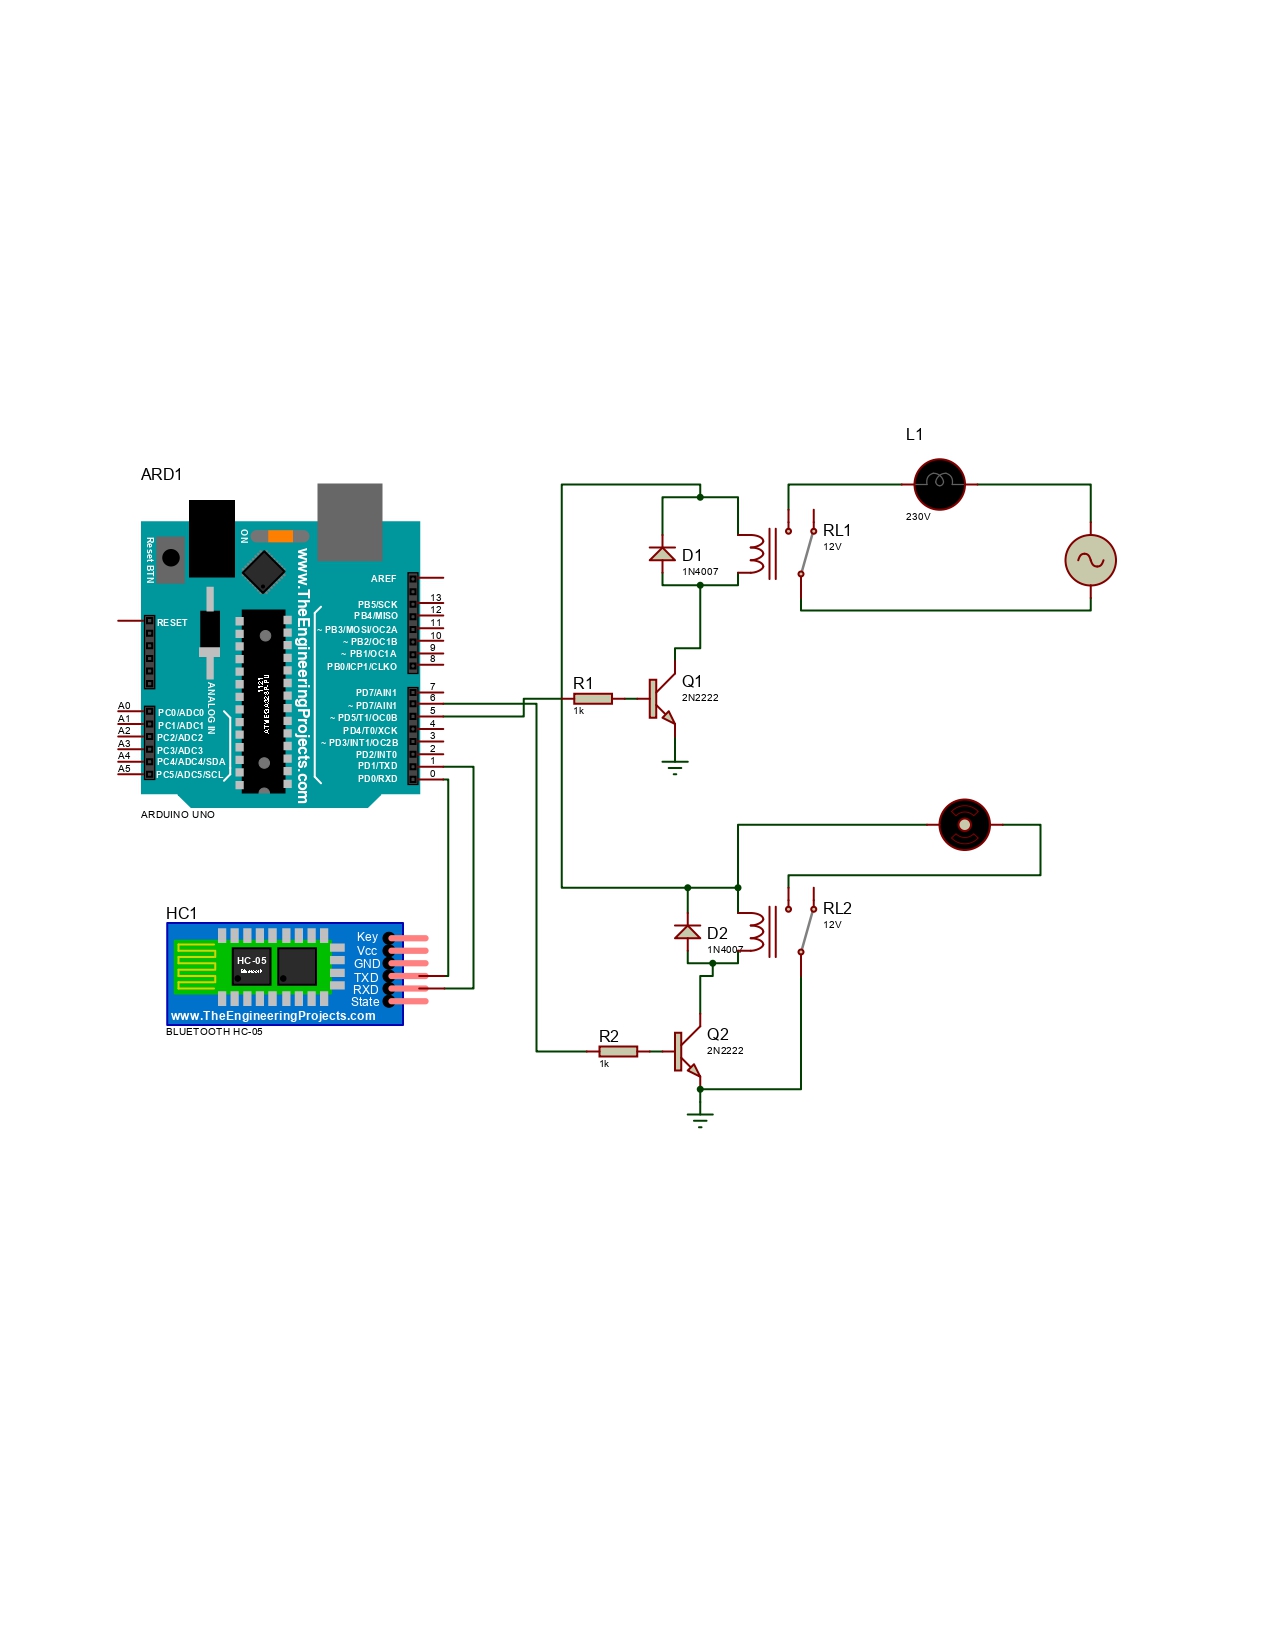 L1
230V
ARD1
ON
Reset BTN
www.TheEngineeringProjects.com
AREF
RESET
PB5/SCK 13
PB4/MISO 12
~ PB3/MOSI/OC2A 11
~ PB2/OC1B 10
~ PB1/OC1A 9
PB0/ICP1/CLKO 8
1121
ATMEGA328P-PU
ANALOG IN
PD7/AIN1 7
~ PD7/AIN1 6
~ PD5/T1/OC0B 5
PD4/T0/XCK 4
~ PD3/INT1/OC2B 3
PD2/INT0 2
PD1/TXD 1
PD0/RXD 0
A0 PC0/ADC0
A1 PC1/ADC1
A2 PC2/ADC2
A3 PC3/ADC3
A4 PC4/ADC4/SDA
A5 PC5/ADC5/SCL
ARDUINO UNO
D1
1N4007
RL1
12V
R1
1k
Q1
2N2222
HC1
HC-05
Bluetooth
Key
Vcc
GND
TXD
RXD
State
www.TheEngineeringProjects.com
BLUETOOTH HC-05
D2
1N4007
RL2
12V
R2
1k
Q2
2N2222